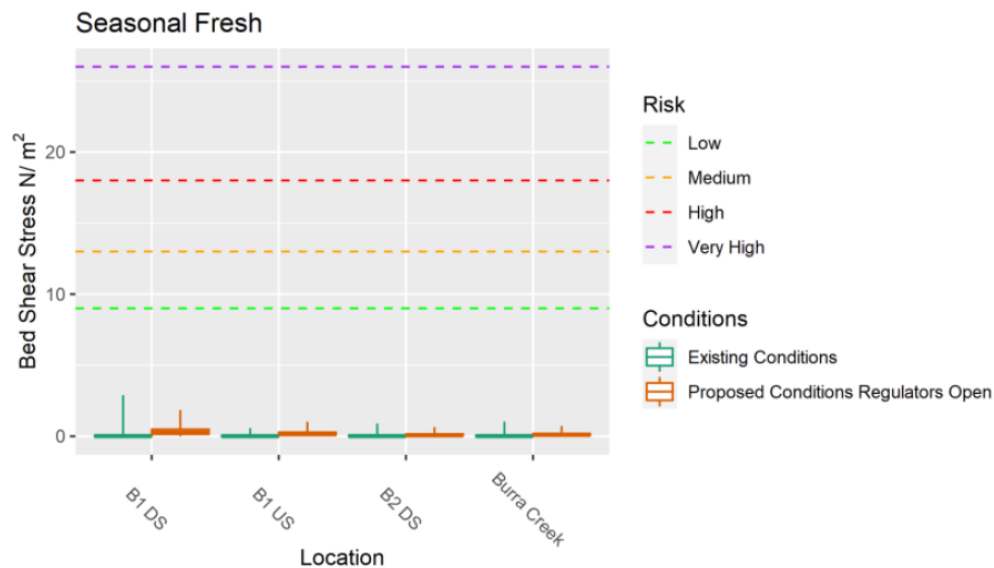 Seasonal Fresh
Bed Shear Stress N/ m²
20
10
0
B1 DS
B1 US
B2 DS
Burra Creek
Location
Risk
Low
Medium
High
Very High
Conditions
Existing Conditions
Proposed Conditions Regulators Open